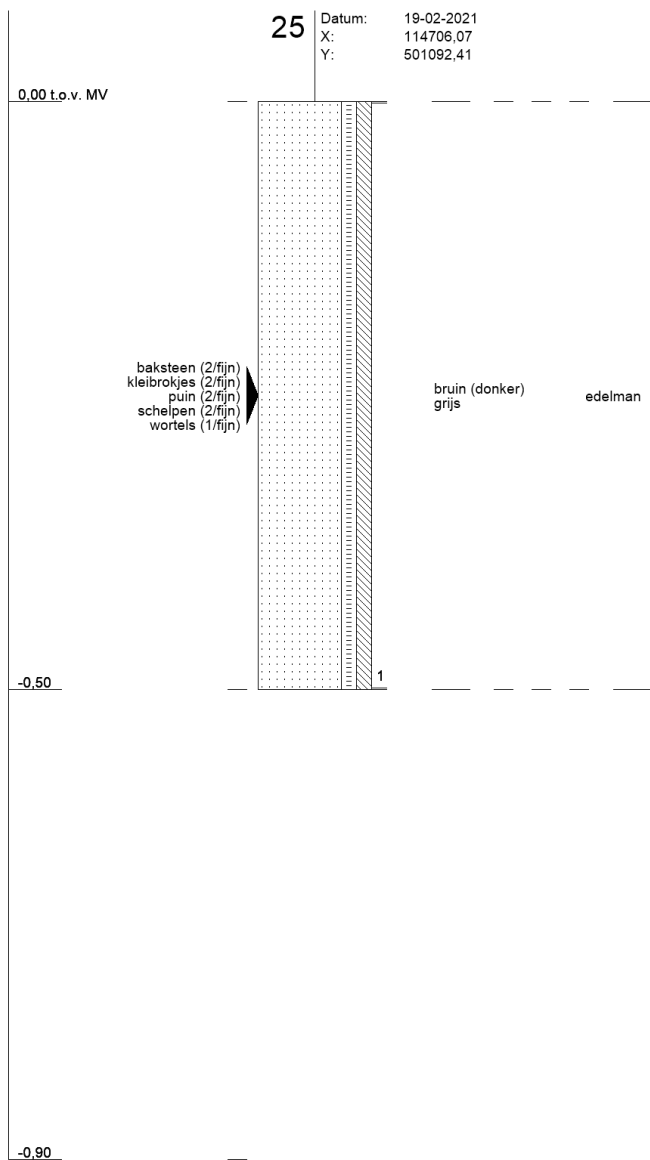 25
Datum: 19-02-2021
X: 114706,07
Y: 501092,41
0,00 t.o.v. MV
baksteen (2/fijn)
kleibrokjes (2/fijn)
puin (2/fijn)
schelpen (2/fijn)
wortels (1/fijn)
bruin (donker)
grijs
edelman
1
-0,50
-0,90